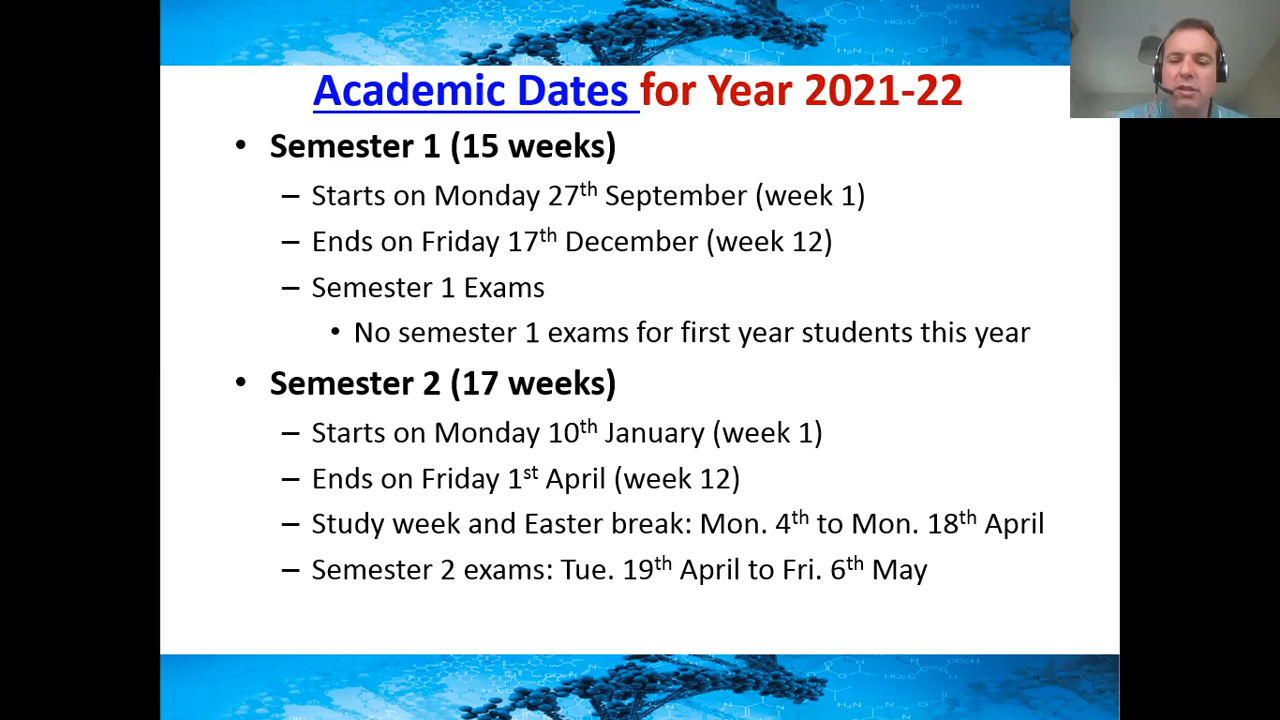 Academic Dates for Year 2021-22
• Semester 1 (15 weeks)
– Starts on Monday 27th September (week 1)
– Ends on Friday 17th December (week 12)
– Semester 1 Exams
• No semester 1 exams for first year students this year
• Semester 2 (17 weeks)
– Starts on Monday 10th January (week 1)
– Ends on Friday 1st April (week 12)
– Study week and Easter break: Mon. 4th to Mon. 18th April
– Semester 2 exams: Tue. 19th April to Fri. 6th May